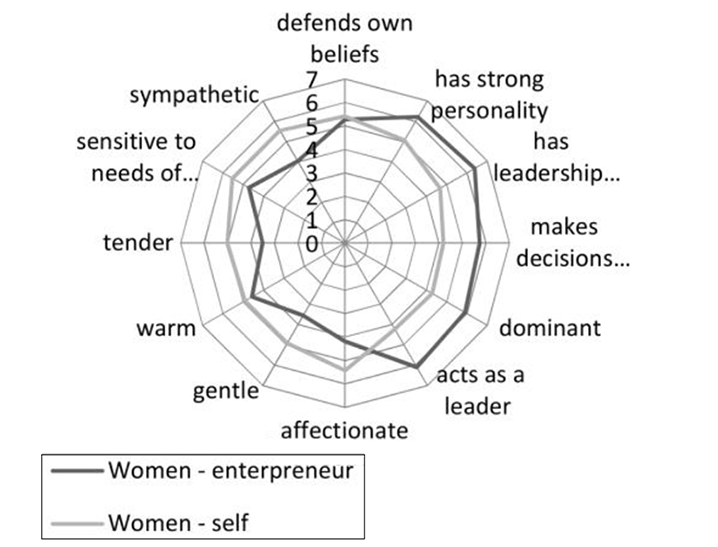 defends own
beliefs
has strong
personality
has
leadership...
makes
decisions...
dominant
acts as a
leader
affectionate
gentle
warm
tender
sensitive to
needs of...
sympathetic
7
6
5
4
3
2
1
0
Women - enterpreneur
Women - self